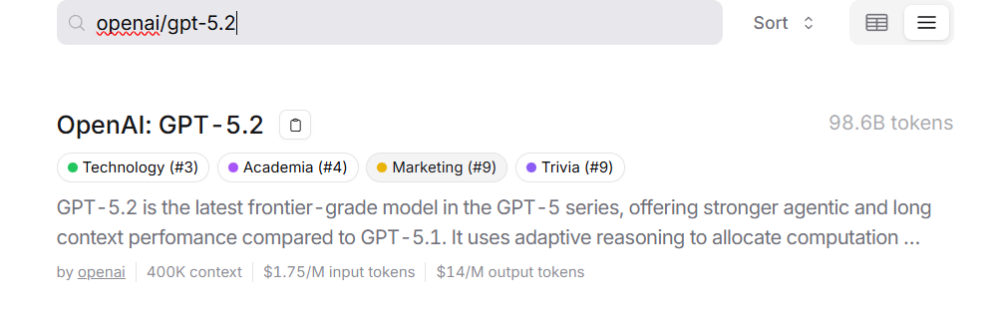 openai/gpt-5.2
Sort
OpenAI: GPT-5.2
98.6B tokens
Technology (#3) Academia (#4) Marketing (#9) Trivia (#9)
GPT-5.2 is the latest frontier-grade model in the GPT-5 series, offering stronger agentic and long
context perfomance compared to GPT-5.1. It uses adaptive reasoning to allocate computation ...
by openai 400K context $1.75/M input tokens $14/M output tokens